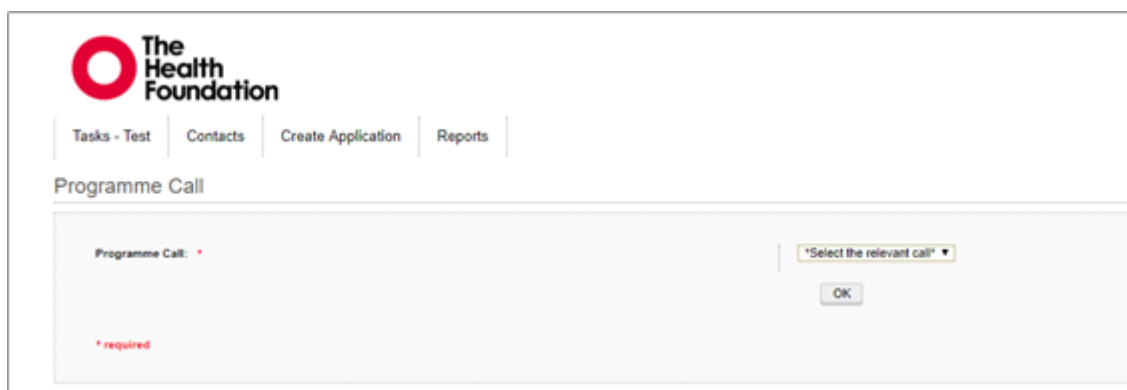 The
Health
Foundation
Tasks - Test Contacts Create Application Reports
Programme Call
Programme Call: * *Select the relevant call* ▼
OK
* required